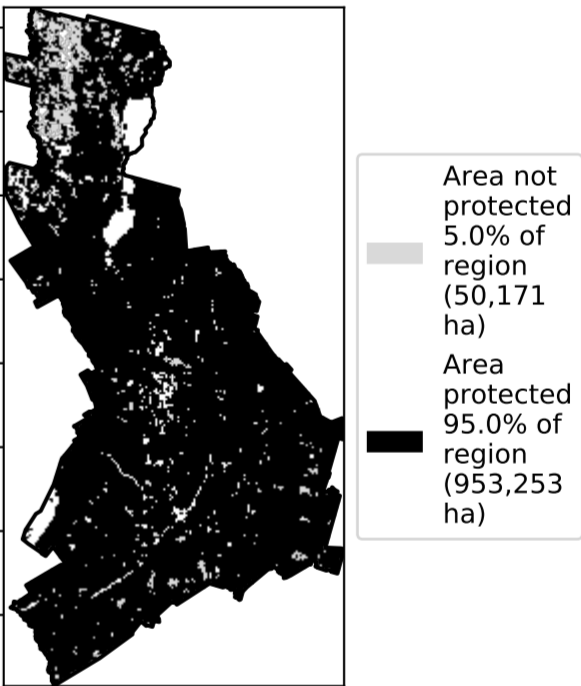 Area not
protected
5.0% of
region
(50,171
ha)
Area
protected
95.0% of
region
(953,253
ha)